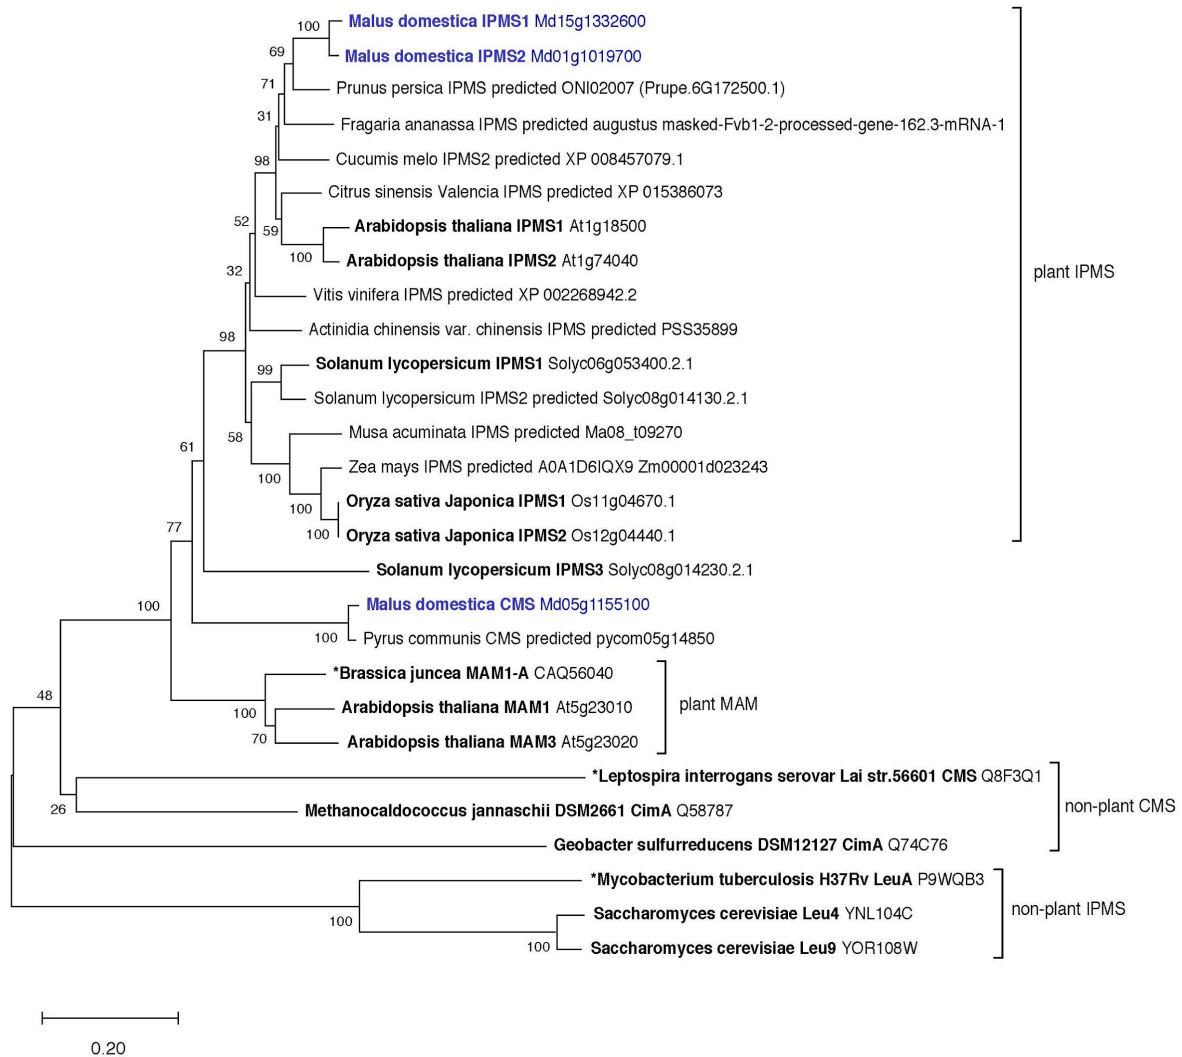 100 Malus domestica IPMS1 Md15g1332600
69 Malus domestica IPMS2 Md01g1019700
71 Prunus persica IPMS predicted ONI02007 (Prupe.6G172500.1)
31 Fragaria ananassa IPMS predicted augustus masked-Fvb1-2-processed-gene-162.3-mRNA-1
98 Cucumis melo IPMS2 predicted XP 008457079.1
Citrus sinensis Valencia IPMS predicted XP 015386073
52 59 Arabidopsis thaliana IPMS1 At1g18500
100 Arabidopsis thaliana IPMS2 At1g74040
plant IPMS
32 Vitis vinifera IPMS predicted XP 002268942.2
Actinidia chinensis var. chinensis IPMS predicted PSS35899
98 99 Solanum lycopersicum IPMS1 Solyc06g053400.2.1
Solanum lycopersicum IPMS2 predicted Solyc08g014130.2.1
61 58 Musa acuminata IPMS predicted Ma08_t09270
100 Zea mays IPMS predicted A0A1D6IQX9 Zm00001d023243
100 Oryza sativa Japonica IPMS1 Os11g04670.1
77 100 Oryza sativa Japonica IPMS2 Os12g04440.1
Solanum lycopersicum IPMS3 Solyc08g014230.2.1
100 Malus domestica CMS Md05g1155100
100 Pyrus communis CMS predicted pycom05g14850
*Brassica juncea MAM1-A CAQ56040
48 100 Arabidopsis thaliana MAM1 At5g23010
plant MAM
70 Arabidopsis thaliana MAM3 At5g23020
*Leptospira interrogans serovar Lai str.56601 CMS Q8F3Q1
26 Methanocaldococcus jannaschii DSM2661 CimA Q58787
non-plant CMS
Geobacter sulfurreducens DSM12127 CimA Q74C76
*Mycobacterium tuberculosis H37Rv LeuA P9WQB3
100 Saccharomyces cerevisiae Leu4 YNL104C
non-plant IPMS
100 Saccharomyces cerevisiae Leu9 YOR108W
0.20